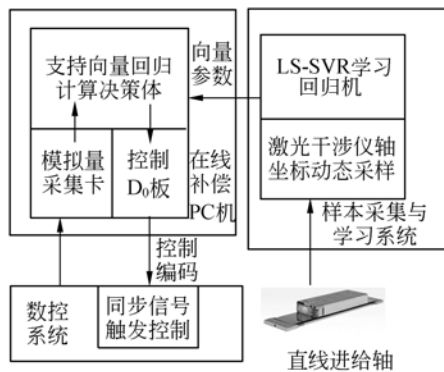 支持向量回归
计算决策体
模拟量
采集卡
控制
D₀板
在线
补偿
PC机
向量
参数
LS-SVR学习
回归机
激光干涉仪轴
坐标动态采样
样本采集与
学习系统
控制
编码
数控
系统
同步信号
触发控制
直线进给轴